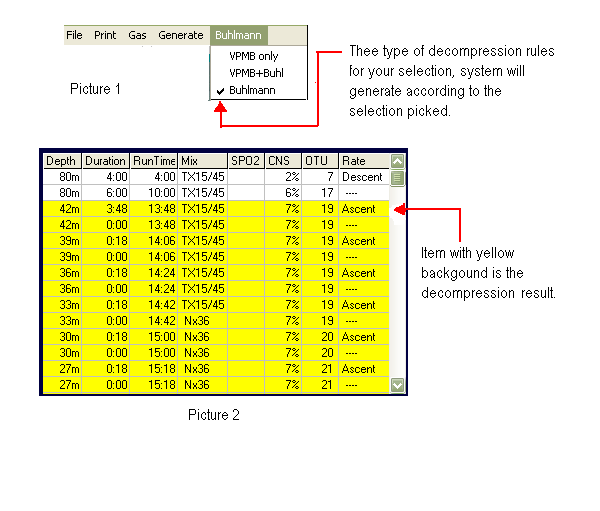 File Print Gas Generate Buhlmann
VPMB only
VPMB+Buhl
✓ Buhlmann
Picture 1
Thee type of decompression rules
for your selection, system will
generate according to the
selection picked.
Depth Duration RunTime Mix SPO2 CNS OTU Rate
80m 4:00 4:00 TX15/45 2% 7 Descent
80m 6:00 10:00 TX15/45 6% 17 ----
42m 3:48 13:48 TX15/45 7% 19 Ascent
42m 0:00 13:48 TX15/45 7% 19 ----
39m 0:18 14:06 TX15/45 7% 19 Ascent
39m 0:00 14:06 TX15/45 7% 19 ----
36m 0:18 14:24 TX15/45 7% 19 Ascent
36m 0:00 14:24 TX15/45 7% 19 ----
33m 0:18 14:42 TX15/45 7% 19 Ascent
33m 0:00 14:42 Nx36 7% 19 ----
30m 0:18 15:00 Nx36 7% 20 Ascent
30m 0:00 15:00 Nx36 7% 20 ----
27m 0:18 15:18 Nx36 7% 21 Ascent
27m 0:00 15:18 Nx36 7% 21 ----
Item with yellow
backgound is the
decompression result.
Picture 2